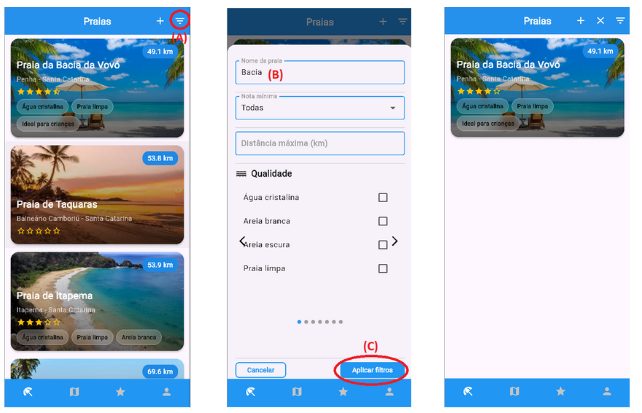 Praias
(A)
49.1 km
Praia da Bacia da Vovó
Penha - Santa Catarina
Água cristalina
Praia limpa
Ideal para crianças
53.8 km
Praia de Taquaras
Balneário Camboriú - Santa Catarina
53.9 km
Praia de Itapema
Itapema - Santa Catarina
Água cristalina
Praia limpa
Areia branca
69.6 km
Praias
Nome da praia
Bacia
(B)
Nota mínima
Todas
Distância máxima (km)
Qualidade
Água cristalina
Areia branca
Areia escura
Praia limpa
(C)
Cancelar
Aplicar filtros
Praias
49.1 km
Praia da Bacia da Vovó
Penha - Santa Catarina
Água cristalina
Praia limpa
Ideal para crianças